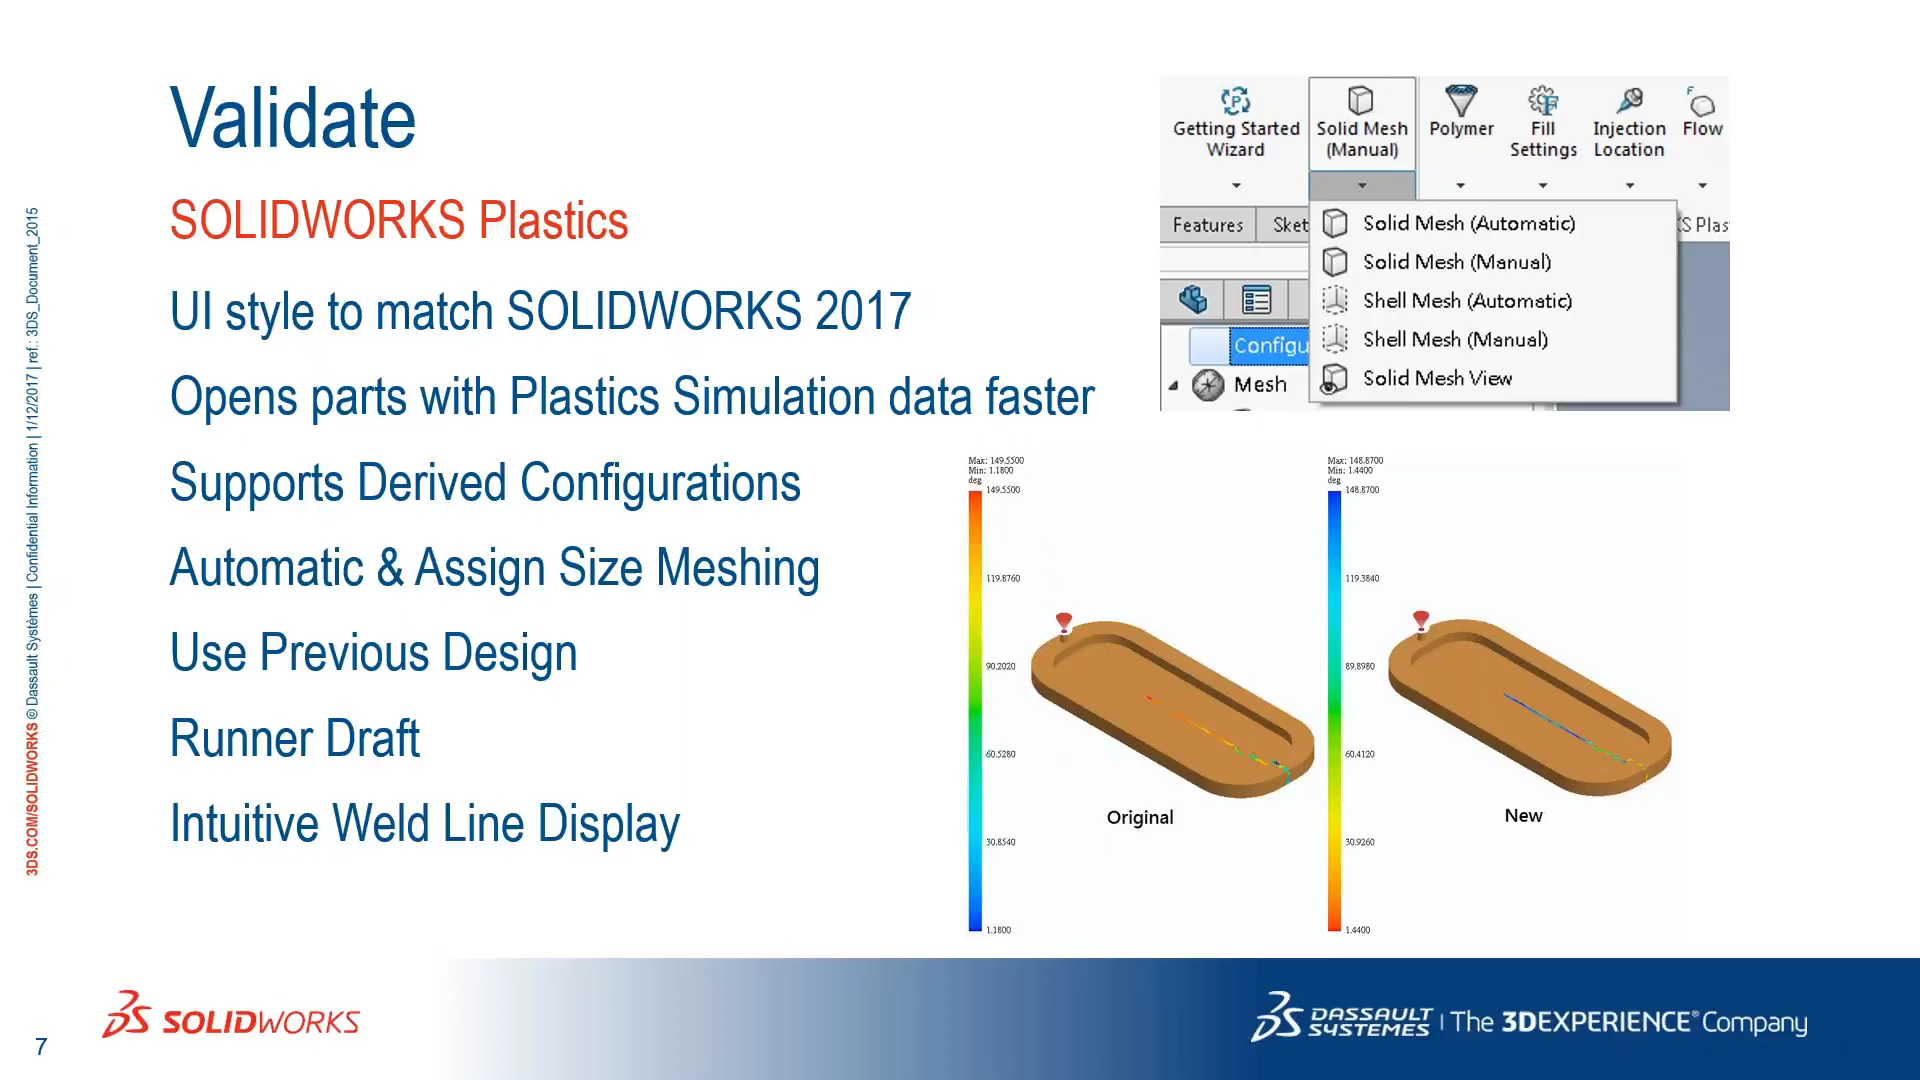 Validate
SOLIDWORKS Plastics
UI style to match SOLIDWORKS 2017
Opens parts with Plastics Simulation data faster
Supports Derived Configurations
Automatic & Assign Size Meshing
Use Previous Design
Runner Draft
Intuitive Weld Line Display
Getting Started
Wizard
Solid Mesh
(Manual)
Polymer
Fill
Settings
Injection
Location
Flow
Features
Sket
S Plas
Solid Mesh (Automatic)
Solid Mesh (Manual)
Shell Mesh (Automatic)
Shell Mesh (Manual)
Solid Mesh View
Configu
Mesh
Max: 149.5500
Min: 1.1800
deg
149.5500
119.8760
90.2020
60.5280
30.8540
1.1800
Original
Max: 148.8700
Min: 1.4400
deg
148.8700
119.3840
89.8980
60.4120
30.9260
1.4400
New
3DS.COM/SOLIDWORKS © Dassault Systèmes | Confidential Information | 1/12/2017 | ref.: 3DS_Document_2015
7
SOLIDWORKS
DASSAULT
SYSTEMES
The 3DEXPERIENCE® Company